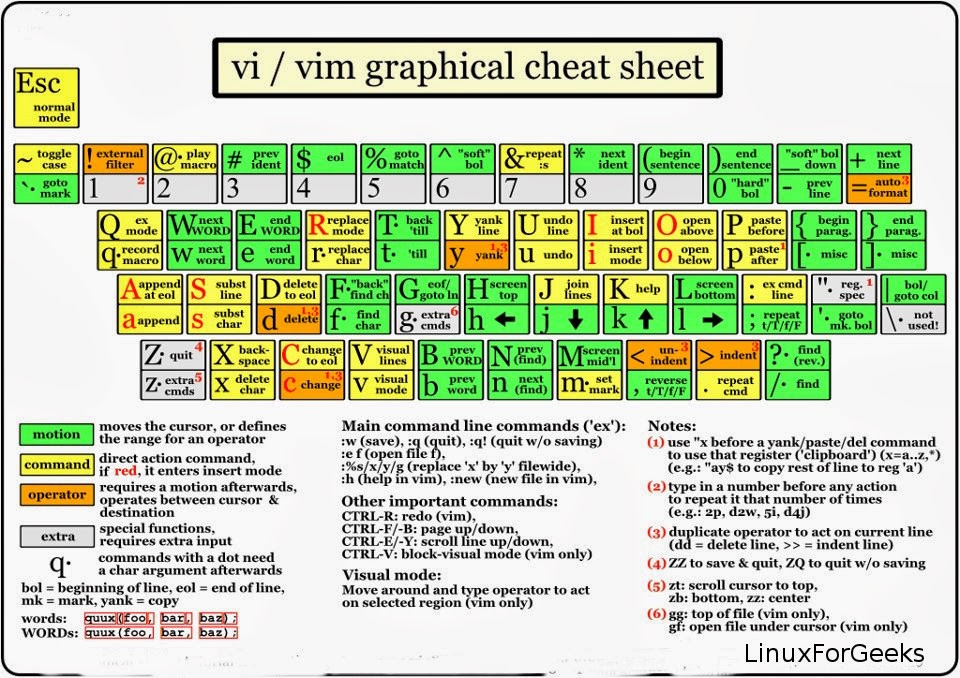 vi / vim graphical cheat sheet
Esc
normal
mode
~ toggle case
! external filter
@· play macro
# prev ident
$ eol
% goto match
^ "soft" bol
& repeat :s
* next ident
( begin sentence
) end sentence
_ "soft" bol down
+ next line
`· goto mark
1 2
2
3
4
5
6
7
8
9
0 "hard" bol
- prev line
= auto format 3
Q ex mode
W next WORD
E end WORD
R replace mode
T· back 'till
Y yank line
U undo line
I insert at bol
O open above
P paste before
{ begin parag.
} end parag.
q· record macro
w next word
e end word
r· replace char
t· 'till
y yank 1,3
u undo
i insert mode
o open below
p paste after 1
[· misc
]· misc
A append at eol
S subst line
D delete to eol
F· "back" find ch
G eof/ goto ln
H screen top
J join lines
K help
L screen bottom
: ex cmd line
"· reg. spec 1
| bol/ goto col
a append
s subst char
d delete 1,3
f· find char
g· extra cmds 6
h ←
j ↓
k ↑
l →
; repeat t/T/f/F
'· goto mk. bol
\· not used!
Z· quit 4
X back-space
C change to eol
V visual lines
B prev WORD
N prev (find)
M screen mid'l
< un-indent 3
> indent 3
?· find (rev.)
z· extra cmds 5
x delete char
c change 1,3
v visual mode
b prev word
n next (find)
m· set mark
, reverse t/T/f/F
. repeat cmd
/· find
motion moves the cursor, or defines
the range for an operator
command direct action command,
if red, it enters insert mode
operator requires a motion afterwards,
operates between cursor &
destination
extra special functions,
requires extra input
q· commands with a dot need
a char argument afterwards
bol = beginning of line, eol = end of line,
mk = mark, yank = copy
words: quux(foo, bar, baz);
WORDs: quux(foo, bar, baz);
Main command line commands ('ex'):
:w (save), :q (quit), :q! (quit w/o saving)
:e f (open file f),
:%s/x/y/g (replace 'x' by 'y' filewide),
:h (help in vim), :new (new file in vim),
Other important commands:
CTRL-R: redo (vim),
CTRL-F/-B: page up/down,
CTRL-E/-Y: scroll line up/down,
CTRL-V: block-visual mode (vim only)
Visual mode:
Move around and type operator to act
on selected region (vim only)
Notes:
(1) use "x before a yank/paste/del command
to use that register ('clipboard') (x=a..z,*)
(e.g.: "ay$ to copy rest of line to reg 'a')
(2) type in a number before any action
to repeat it that number of times
(e.g.: 2p, d2w, 5i, d4j)
(3) duplicate operator to act on current line
(dd = delete line, >> = indent line)
(4) ZZ to save & quit, ZQ to quit w/o saving
(5) zt: scroll cursor to top,
zb: bottom, zz: center
(6) gg: top of file (vim only),
gf: open file under cursor (vim only)
LinuxForGeeks